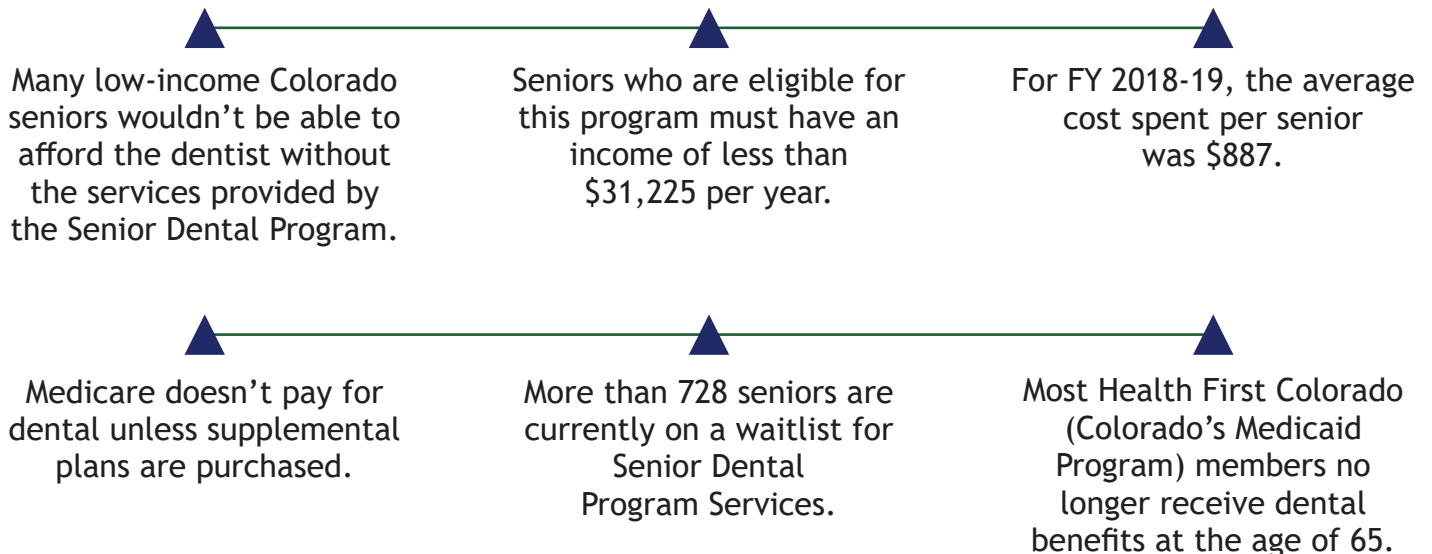 Many low-income Colorado
seniors wouldn’t be able to
afford the dentist without
the services provided by
the Senior Dental Program.
Seniors who are eligible for
this program must have an
income of less than
$31,225 per year.
For FY 2018-19, the average
cost spent per senior
was $887.
Medicare doesn’t pay for
dental unless supplemental
plans are purchased.
More than 728 seniors are
currently on a waitlist for
Senior Dental
Program Services.
Most Health First Colorado
(Colorado’s Medicaid
Program) members no
longer receive dental
benefits at the age of 65.